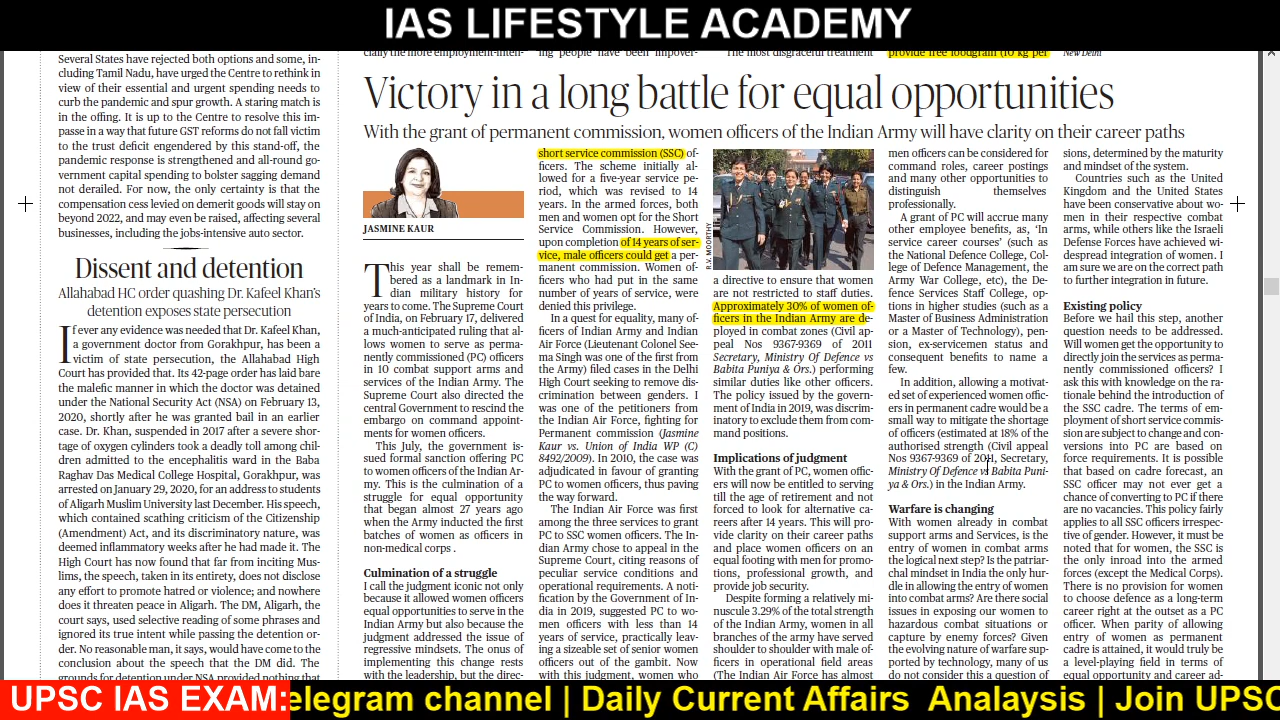 IAS LIFESTYLE ACADEMY
Several States have rejected both options and some, in-
cluding Tamil Nadu, have urged the Centre to rethink in
view of their essential and urgent spending needs to
curb the pandemic and spur growth. A staring match is
in the offing. It is up to the Centre to resolve this im-
passe in a way that future GST reforms do not fall victim
to the trust deficit engendered by this stand-off, the
pandemic response is strengthened and all-round go-
vernment capital spending to bolster sagging demand
not derailed. For now, the only certainty is that the
compensation cess levied on demerit goods will stay on
beyond 2022, and may even be raised, affecting several
businesses, including the jobs-intensive auto sector.
Dissent and detention
Allahabad HC order quashing Dr. Kafeel Khan's
detention exposes state persecution
If ever any evidence was needed that Dr. Kafeel Khan,
a government doctor from Gorakhpur, has been a
victim of state persecution, the Allahabad High
Court has provided that. Its 42-page order has laid bare
the malefic manner in which the doctor was detained
under the National Security Act (NSA) on February 13,
2020, shortly after he was granted bail in an earlier
case. Dr. Khan, suspended in 2017 after a severe shor-
tage of oxygen cylinders took a deadly toll among chil-
dren admitted to the encephalitis ward in the Baba
Raghav Das Medical College Hospital, Gorakhpur, was
arrested on January 29, 2020, for an address to students
of Aligarh Muslim University last December. His speech,
which contained scathing criticism of the Citizenship
(Amendment) Act, and its discriminatory nature, was
deemed inflammatory weeks after he had made it. The
High Court has now found that far from inciting Mus-
lims, the speech, taken in its entirety, does not disclose
any effort to promote hatred or violence; and nowhere
does it threaten peace in Aligarh. The DM, Aligarh, the
court says, used selective reading of some phrases and
ignored its true intent while passing the detention or-
der. No reasonable man, it says, would have come to the
conclusion about the speech that the DM did. The
grounds for detention under NSA provided nothing that
cially the more employment-inten-
ing people have been impover-
The most disgraceful treatment
provide free foodgrain (10 kg per
New Delhi
Victory in a long battle for equal opportunities
With the grant of permanent commission, women officers of the Indian Army will have clarity on their career paths
JASMINE KAUR
This year shall be remem-
bered as a landmark in In-
dian military history for
years to come. The Supreme Court
of India, on February 17, delivered
a much-anticipated ruling that al-
lows women to serve as perma-
nently commissioned (PC) officers
in 10 combat support arms and
services of the Indian Army. The
Supreme Court also directed the
central Government to rescind the
embargo on command appoint-
ments for women officers.
This July, the government is-
sued formal sanction offering PC
to women officers of the Indian Ar-
my. This is the culmination of a
struggle for equal opportunity
that began almost 27 years ago
when the Army inducted the first
batches of women as officers in
non-medical corps .
Culmination of a struggle
I call the judgment iconic not only
because it allowed women officers
equal opportunities to serve in the
Indian Army but also because the
judgment addressed the issue of
regressive mindsets. The onus of
implementing this change rests
with the leadership, but the direc-
short service commission (SSC) of-
ficers. The scheme initially al-
lowed for a five-year service pe-
riod, which was revised to 14
years. In the armed forces, both
men and women opt for the Short
Service Commission. However,
upon completion of 14 years of ser-
vice, male officers could get a per-
manent commission. Women of-
ficers who had put in the same
number of years of service, were
denied this privilege.
In a quest for equality, many of-
ficers of Indian Army and Indian
Air Force (Lieutenant Colonel See-
ma Singh was one of the first from
the Army) filed cases in the Delhi
High Court seeking to remove dis-
crimination between genders. I
was one of the petitioners from
the Indian Air Force, fighting for
Permanent commission (Jasmine
Kaur vs. Union of India WP (C)
8492/2009). In 2010, the case was
adjudicated in favour of granting
PC to women officers, thus paving
the way forward.
The Indian Air Force was first
among the three services to grant
PC to SSC women officers. The In-
dian Army chose to appeal in the
Supreme Court, citing reasons of
peculiar service conditions and
operational requirements. A noti-
fication by the Government of In-
dia in 2019, suggested PC to wo-
men officers with less than 14
years of service, practically leav-
ing a sizeable set of senior women
officers out of the gambit. Now
with this judgment, women who
R.V. MOORTHY
a directive to ensure that women
are not restricted to staff duties.
Approximately 30% of women of-
ficers in the Indian Army are de-
ployed in combat zones (Civil ap-
peal Nos 9367-9369 of 2011
Secretary, Ministry Of Defence vs
Babita Puniya & Ors.) performing
similar duties like other officers.
The policy issued by the govern-
ment of India in 2019, was discrim-
inatory to exclude them from com-
mand positions.
Implications of judgment
With the grant of PC, women offic-
ers will now be entitled to serving
till the age of retirement and not
forced to look for alternative ca-
reers after 14 years. This will pro-
vide clarity on their career paths
and place women officers on an
equal footing with men for promo-
tions, professional growth, and
provide job security.
Despite forming a relatively mi-
nuscule 3.29% of the total strength
of the Indian Army, women in all
branches of the army have served
shoulder to shoulder with male of-
ficers in operational field areas
(The Indian Air Force has almost
men officers can be considered for
command roles, career postings
and many other opportunities to
distinguish themselves
professionally.
A grant of PC will accrue many
other employee benefits, as, 'In
service career courses' (such as
the National Defence College, Col-
lege of Defence Management, the
Army War College, etc), the De-
fence Services Staff College, op-
tions in higher studies (such as a
Master of Business Administration
or a Master of Technology), pen-
sion, ex-servicemen status and
consequent benefits to name a
few.
In addition, allowing a motivat-
ed set of experienced women offic-
ers in permanent cadre would be a
small way to mitigate the shortage
of officers (estimated at 18% of the
authorised strength (Civil appeal
Nos 9367-9369 of 2011, Secretary,
Ministry Of Defence vs Babita Puni-
ya & Ors.) in the Indian Army.
Warfare is changing
With women already in combat
support arms and Services, is the
entry of women in combat arms
the logical next step? Is the patriar-
chal mindset in India the only hur-
dle in allowing the entry of women
into combat arms? Are there social
issues in exposing our women to
hazardous combat situations or
capture by enemy forces? Given
the evolving nature of warfare sup-
ported by technology, many of us
do not consider this a question of
sions, determined by the maturity
and mindset of the system.
Countries such as the United
Kingdom and the United States
have been conservative about wo-
men in their respective combat
arms, while others like the Israeli
Defense Forces have achieved wi-
despread integration of women. I
am sure we are on the correct path
to further integration in future.
Existing policy
Before we hail this step, another
question needs to be addressed.
Will women get the opportunity to
directly join the services as perma-
nently commissioned officers? I
ask this with knowledge on the ra-
tionale behind the introduction of
the SSC cadre. The terms of em-
ployment of short service commis-
sion are subject to change and con-
versions into PC are based on
force requirements. It is possible
that based on cadre forecast, an
SSC officer may not ever get a
chance of converting to PC if there
are no vacancies. This policy fairly
applies to all SSC officers irrespec-
tive of gender. However, it must be
noted that for women, the SSC is
the only inroad into the armed
forces (except the Medical Corps).
There is no provision for women
to choose defence as a long-term
career right at the outset as a PC
officer. When parity of allowing
entry of women as permanent
cadre is attained, it would truly be
a level-playing field in terms of
equal opportunity and career ad-
UPSC IAS EXAM: elegram channel | Daily Current Affairs Analaysis | Join UPSC